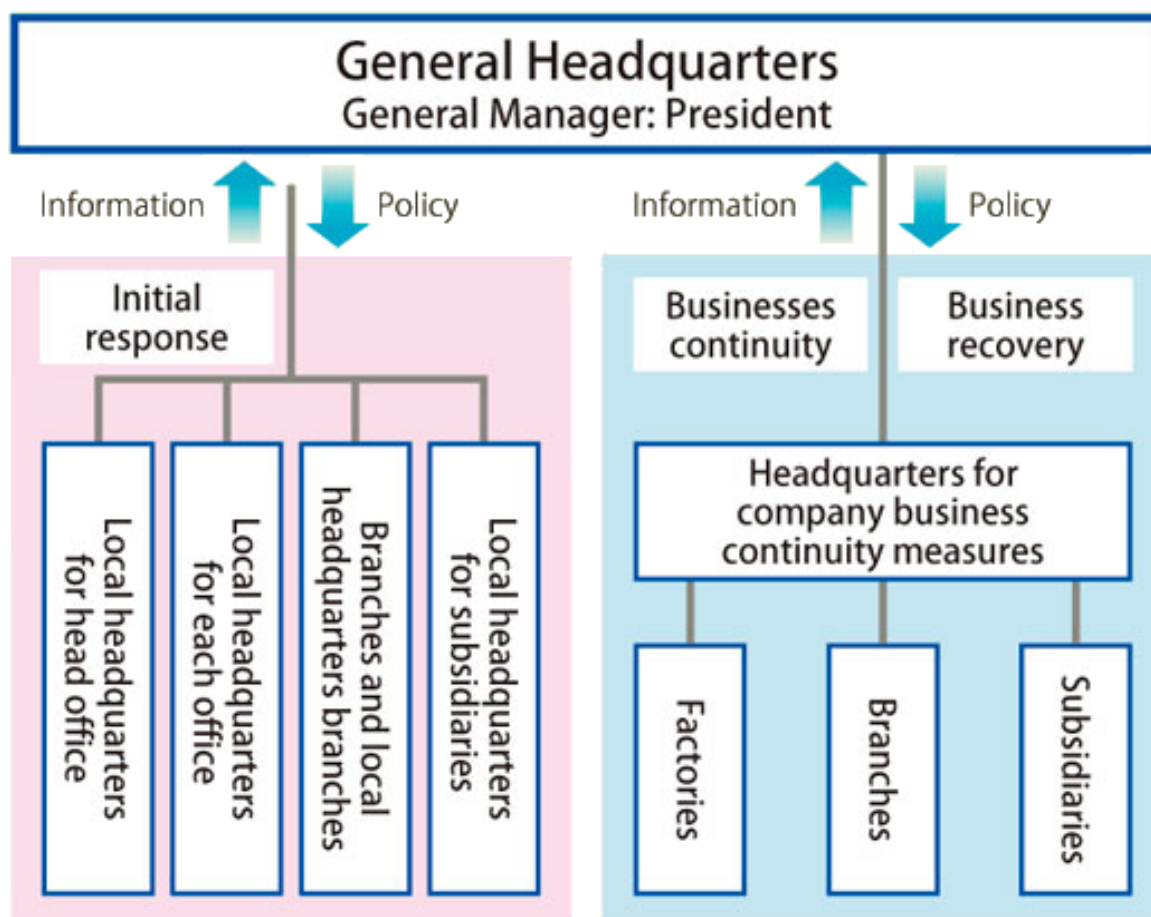 General Headquarters
General Manager: President
Information
Policy
Information
Policy
Initial
response
Businesses
continuity
Business
recovery
Local headquarters
for head office
Local headquarters
for each office
Branches and local
headquarters branches
Local headquarters
for subsidiaries
Headquarters for
company business
continuity measures
Factories
Branches
Subsidiaries